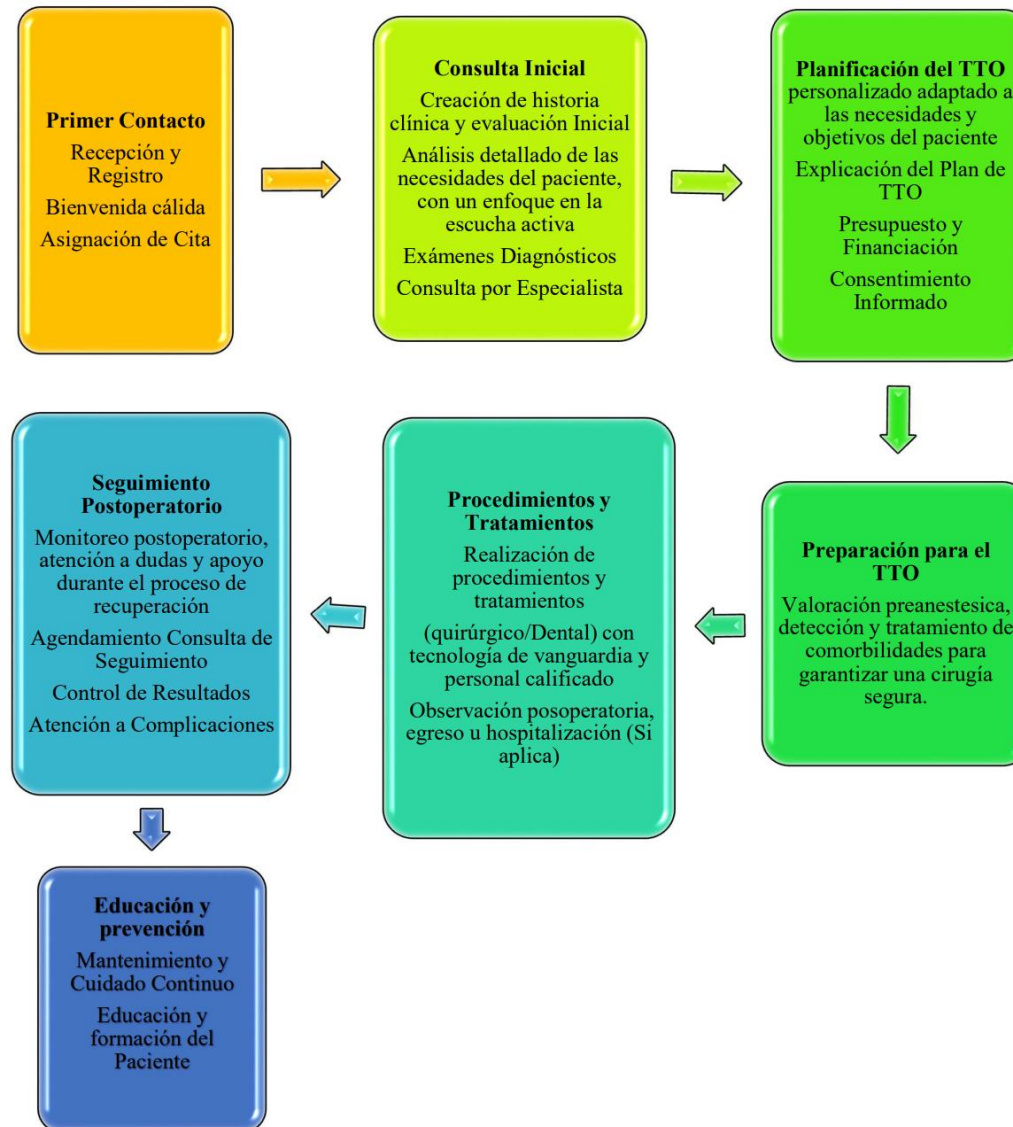 Primer Contacto
Recepción y
Registro
Bienvenida cálida
Asignación de Cita
Consulta Inicial
Creación de historia
clínica y evaluación Inicial
Análisis detallado de las
necesidades del paciente,
con un enfoque en la
escucha activa
Exámenes Diagnósticos
Consulta por Especialista
Planificación del TTO
personalizado adaptado a
las necesidades y
objetivos del paciente
Explicación del Plan de
TTO
Presupuesto y
Financiación
Consentimiento
Informado
Preparación para el
TTO
Valoración preanestesica,
detección y tratamiento de
comorbilidades para
garantizar una cirugía
segura.
Procedimientos y
Tratamientos
Realización de
procedimientos y
tratamientos
(quirúrgico/Dental) con
tecnología de vanguardia y
personal calificado
Observación posoperatoria,
egreso u hospitalización (Si
aplica)
Seguimiento
Postoperatorio
Monitoreo postoperatorio,
atención a dudas y apoyo
durante el proceso de
recuperación
Agendamiento Consulta de
Seguimiento
Control de Resultados
Atención a Complicaciones
Educación y
prevención
Mantenimiento y
Cuidado Continuo
Educación y
formación del
Paciente